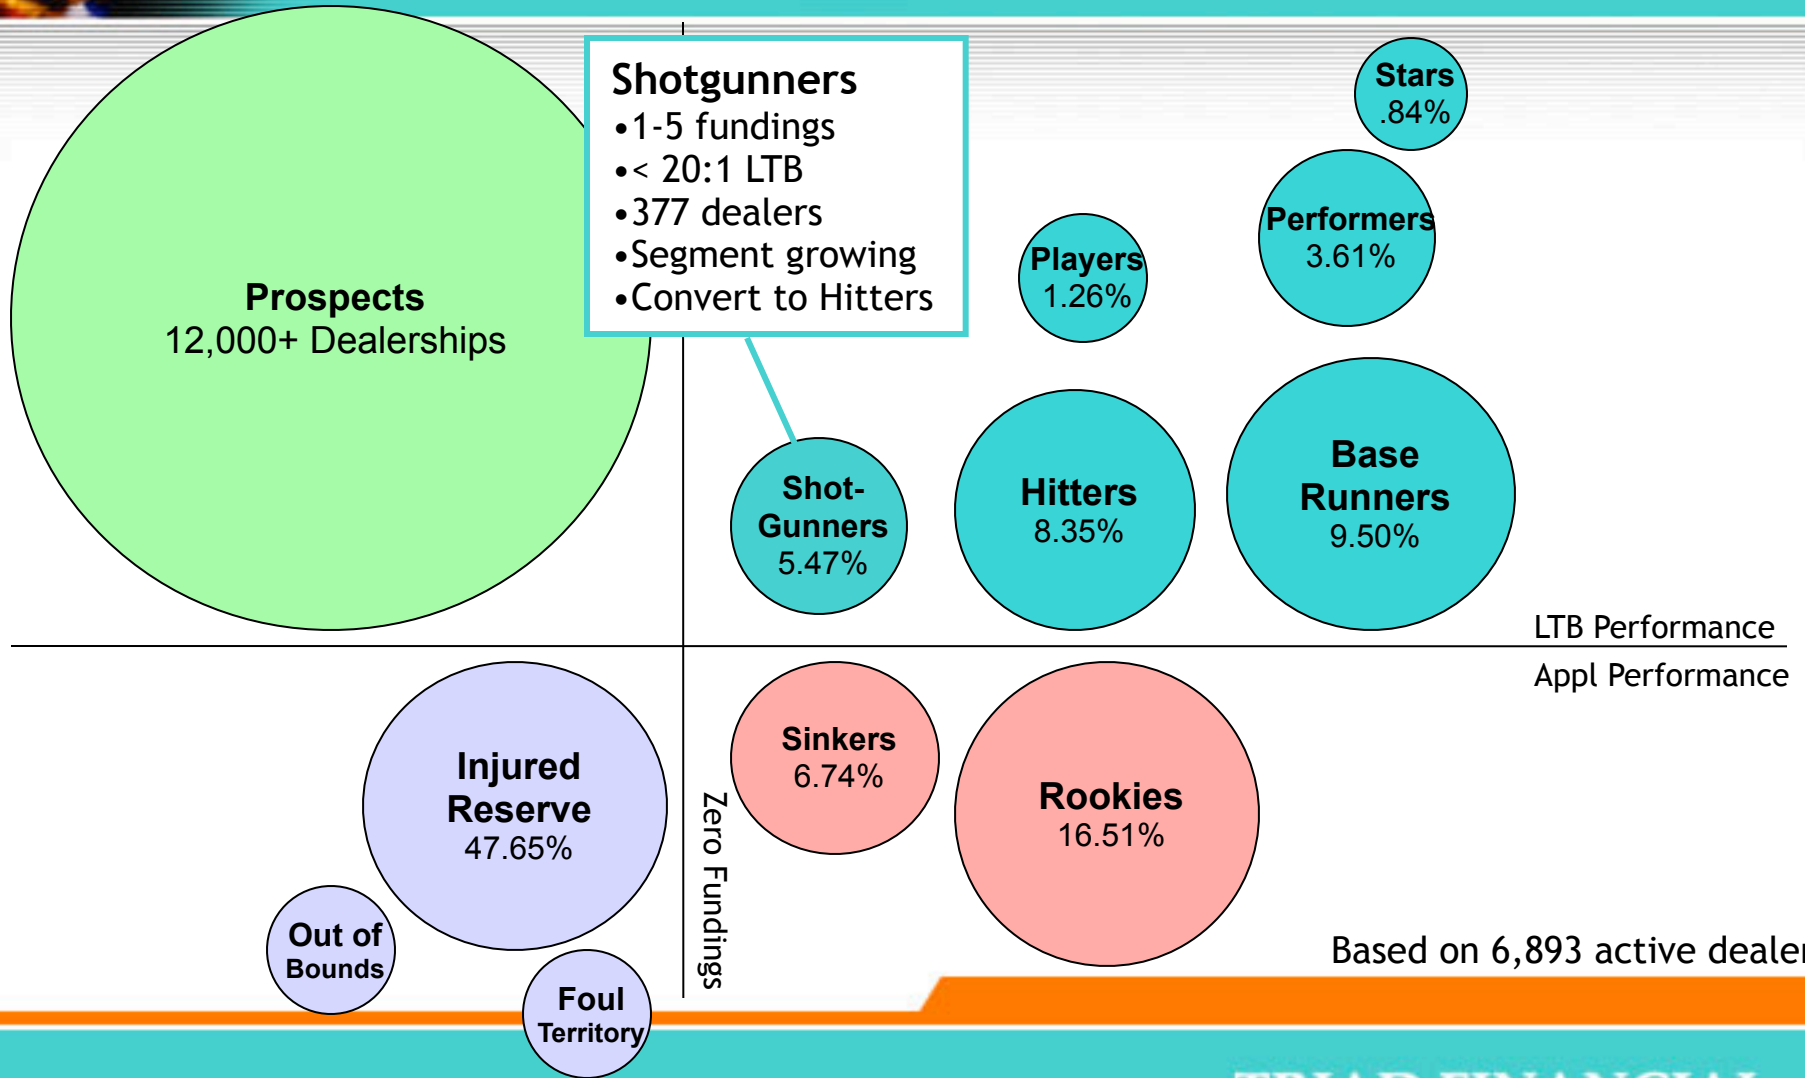 Shotgunners
•1-5 fundings
•< 20:1 LTB
•377 dealers
•Segment growing
•Convert to Hitters
Stars
.84%
Performers
3.61%
Players
1.26%
Prospects
12,000+ Dealerships
Shot-
Gunners
5.47%
Hitters
8.35%
Base
Runners
9.50%
LTB Performance
Appl Performance
Injured
Reserve
47.65%
Sinkers
6.74%
Rookies
16.51%
Zero Fundings
Out of
Bounds
Foul
Territory
Based on 6,893 active dealer
TRIAD FINANCIAL